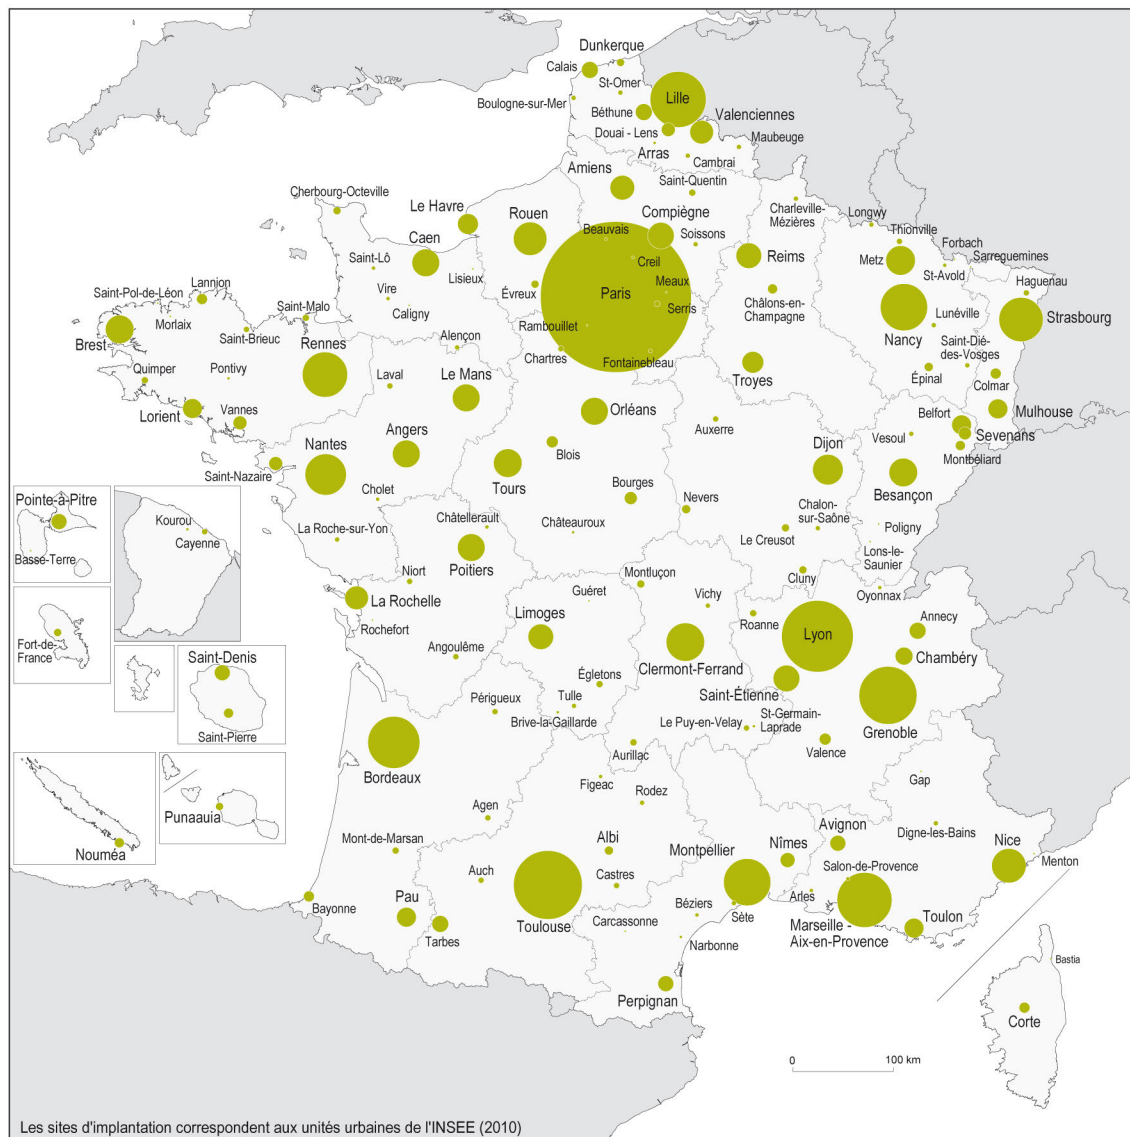 Dunkerque
Calais
St-Omer
Boulogne-sur-Mer
Lille
Béthune
Valenciennes
Douai - Lens
Maubeuge
Arras
Cambrai
Amiens
Saint-Quentin
Cherbourg-Octeville
Charleville-
Mézières
Le Havre
Rouen
Compiègne
Longwy
Beauvais
Soissons
Thionville
Caen
Forbach
Saint-Lô
Creil
Reims
Metz
Sarreguemines
Lisieux
St-Avold
Haguenau
Lannion
Meaux
Saint-Pol-de-Léon
Vire
Évreux
Paris
Châlons-en-
Champagne
Saint-Malo
Caligny
Serris
Lunéville
Strasbourg
Morlaix
Rambouillet
Saint-Brieuc
Alençon
Nancy
Saint-Dié-
des-Vosges
Brest
Rennes
Chartres
Fontainebleau
Quimper
Pontivy
Laval
Le Mans
Troyes
Épinal
Colmar
Lorient
Vannes
Orléans
Auxerre
Belfort
Mulhouse
Nantes
Angers
Dijon
Vesoul
Sevenans
Blois
Montbéliard
Saint-Nazaire
Tours
Bourges
Nevers
Besançon
Pointe-à-Pitre
Cholet
Chalon-
sur-Saône
Kourou
Châtellerault
Châteauroux
Poligny
Cayenne
La Roche-sur-Yon
Le Creusot
Basse-Terre
Lons-le-
Saunier
Poitiers
Niort
Montluçon
Cluny
Guéret
Vichy
Oyonnax
La Rochelle
Limoges
Roanne
Annecy
Rochefort
Lyon
Fort-de-
France
Saint-Denis
Angoulême
Clermont-Ferrand
Chambéry
Égletons
Saint-Étienne
Périgueux
Tulle
Brive-la-Gaillarde
Le Puy-en-Velay
St-Germain-
Laprade
Grenoble
Saint-Pierre
Valence
Aurillac
Bordeaux
Figeac
Gap
Rodez
Punaauia
Agen
Mont-de-Marsan
Albi
Avignon
Digne-les-Bains
Nouméa
Montpellier
Nîmes
Nice
Menton
Auch
Castres
Salon-de-Provence
Bayonne
Pau
Béziers
Arles
Toulouse
Carcassonne
Sète
Marseille -
Aix-en-Provence
Toulon
Tarbes
Narbonne
Bastia
Perpignan
Corte
0 100 km
Les sites d'implantation correspondent aux unités urbaines de l'INSEE (2010)